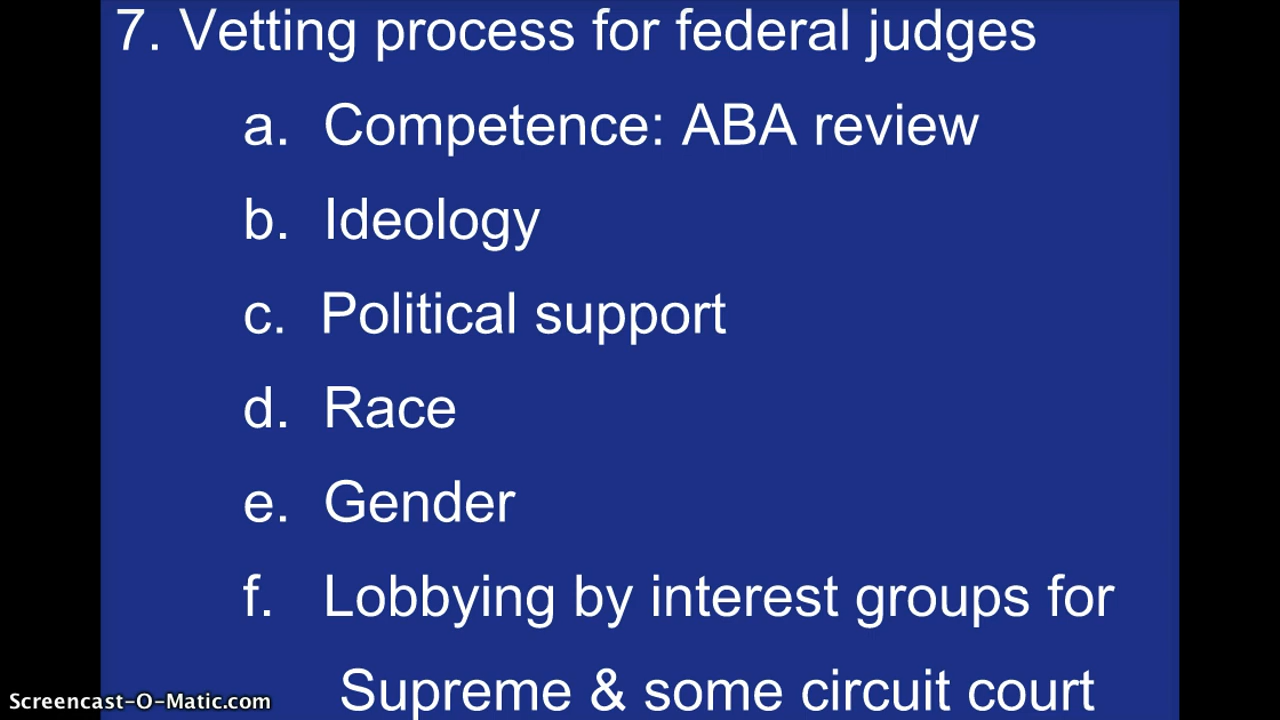 7. Vetting process for federal judges
a. Competence: ABA review
b. Ideology
c. Political support
d. Race
e. Gender
f. Lobbying by interest groups for
Supreme & some circuit court
Screencast-O-Matic.com